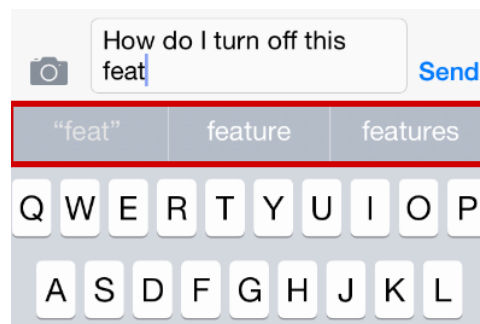 How do I turn off this
feat
Send
“feat” feature features
Q W E R T Y U I O P
A S D F G H J K L